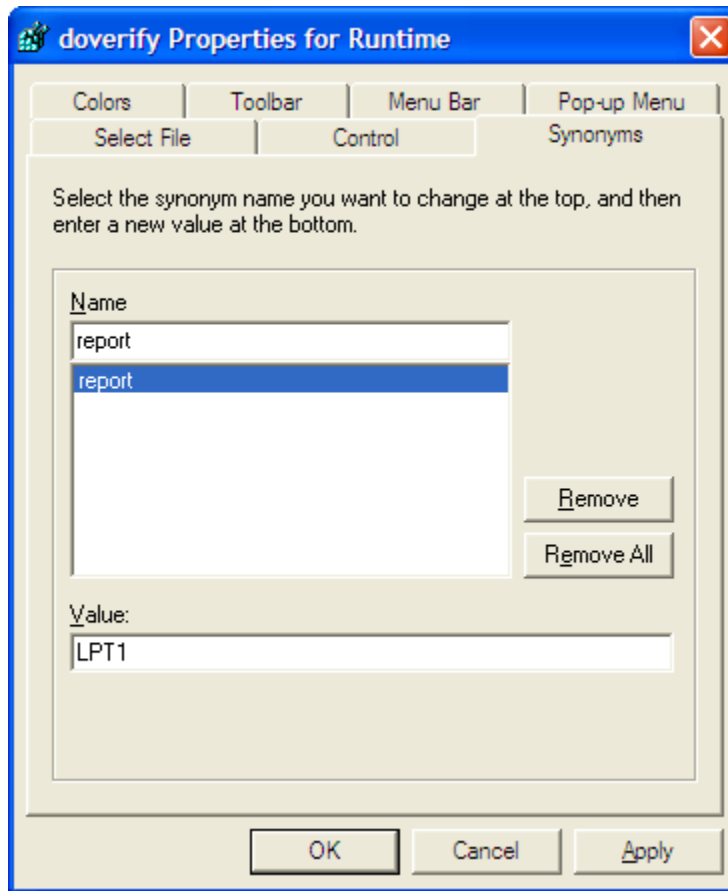 doverify Properties for Runtime
Colors
Toolbar
Menu Bar
Pop-up Menu
Select File
Control
Synonyms
Select the synonym name you want to change at the top, and then
enter a new value at the bottom.
Name
report
report
Remove
Remove All
Value:
LPT1
OK
Cancel
Apply